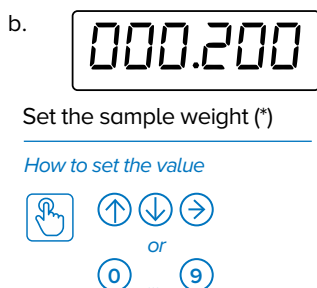 b.
000.200
Set the sample weight (*)
How to set the value
or
0 9